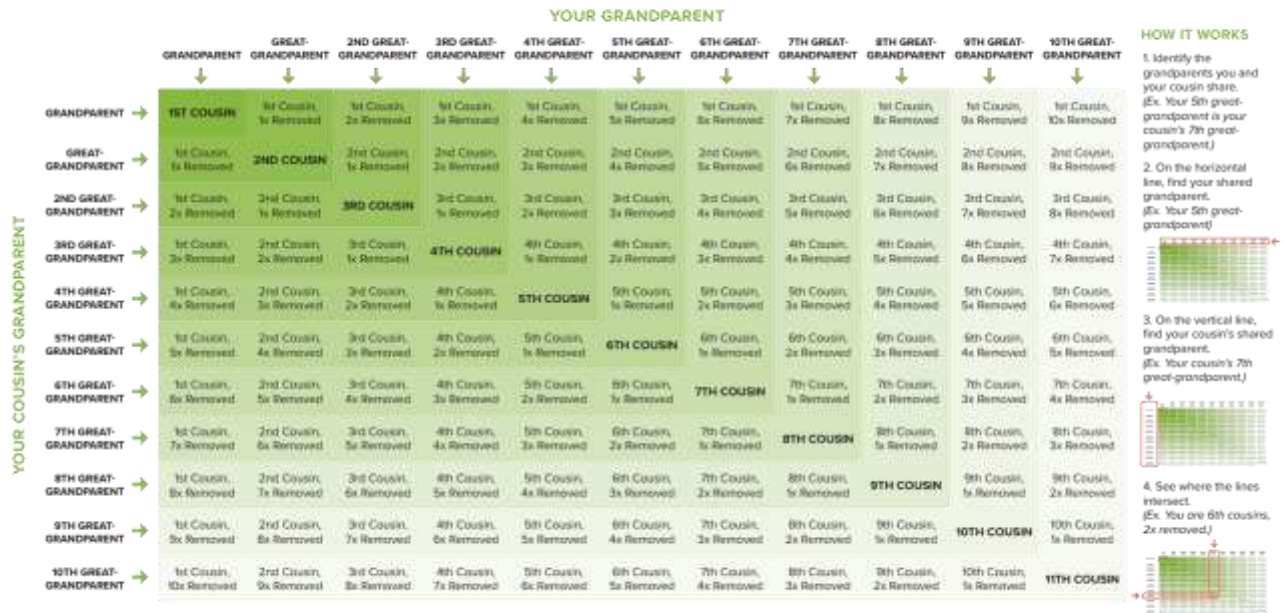 YOUR GRANDPARENT
GRANDPARENT GREAT-GRANDPARENT 2ND GREAT-GRANDPARENT 3RD GREAT-GRANDPARENT 4TH GREAT-GRANDPARENT 5TH GREAT-GRANDPARENT 6TH GREAT-GRANDPARENT 7TH GREAT-GRANDPARENT 8TH GREAT-GRANDPARENT 9TH GREAT-GRANDPARENT 10TH GREAT-GRANDPARENT
YOUR COUSIN'S GRANDPARENT
GRANDPARENT 1ST COUSIN 1st Cousin, 1x Removed 1st Cousin, 2x Removed 1st Cousin, 3x Removed 1st Cousin, 4x Removed 1st Cousin, 5x Removed 1st Cousin, 6x Removed 1st Cousin, 7x Removed 1st Cousin, 8x Removed 1st Cousin, 9x Removed 1st Cousin, 10x Removed
GREAT-GRANDPARENT 1st Cousin, 1x Removed 2ND COUSIN 2nd Cousin, 1x Removed 2nd Cousin, 2x Removed 2nd Cousin, 3x Removed 2nd Cousin, 4x Removed 2nd Cousin, 5x Removed 2nd Cousin, 6x Removed 2nd Cousin, 7x Removed 2nd Cousin, 8x Removed 2nd Cousin, 9x Removed
2ND GREAT-GRANDPARENT 1st Cousin, 2x Removed 2nd Cousin, 1x Removed 3RD COUSIN 3rd Cousin, 1x Removed 3rd Cousin, 2x Removed 3rd Cousin, 3x Removed 3rd Cousin, 4x Removed 3rd Cousin, 5x Removed 3rd Cousin, 6x Removed 3rd Cousin, 7x Removed 3rd Cousin, 8x Removed
3RD GREAT-GRANDPARENT 1st Cousin, 3x Removed 2nd Cousin, 2x Removed 3rd Cousin, 1x Removed 4TH COUSIN 4th Cousin, 1x Removed 4th Cousin, 2x Removed 4th Cousin, 3x Removed 4th Cousin, 4x Removed 4th Cousin, 5x Removed 4th Cousin, 6x Removed 4th Cousin, 7x Removed
4TH GREAT-GRANDPARENT 1st Cousin, 4x Removed 2nd Cousin, 3x Removed 3rd Cousin, 2x Removed 4th Cousin, 1x Removed 5TH COUSIN 5th Cousin, 1x Removed 5th Cousin, 2x Removed 5th Cousin, 3x Removed 5th Cousin, 4x Removed 5th Cousin, 5x Removed 5th Cousin, 6x Removed
5TH GREAT-GRANDPARENT 1st Cousin, 5x Removed 2nd Cousin, 4x Removed 3rd Cousin, 3x Removed 4th Cousin, 2x Removed 5th Cousin, 1x Removed 6TH COUSIN 6th Cousin, 1x Removed 6th Cousin, 2x Removed 6th Cousin, 3x Removed 6th Cousin, 4x Removed 6th Cousin, 5x Removed
6TH GREAT-GRANDPARENT 1st Cousin, 6x Removed 2nd Cousin, 5x Removed 3rd Cousin, 4x Removed 4th Cousin, 3x Removed 5th Cousin, 2x Removed 6th Cousin, 1x Removed 7TH COUSIN 7th Cousin, 1x Removed 7th Cousin, 2x Removed 7th Cousin, 3x Removed 7th Cousin, 4x Removed
7TH GREAT-GRANDPARENT 1st Cousin, 7x Removed 2nd Cousin, 6x Removed 3rd Cousin, 5x Removed 4th Cousin, 4x Removed 5th Cousin, 3x Removed 6th Cousin, 2x Removed 7th Cousin, 1x Removed 8TH COUSIN 8th Cousin, 1x Removed 8th Cousin, 2x Removed 8th Cousin, 3x Removed
8TH GREAT-GRANDPARENT 1st Cousin, 8x Removed 2nd Cousin, 7x Removed 3rd Cousin, 6x Removed 4th Cousin, 5x Removed 5th Cousin, 4x Removed 6th Cousin, 3x Removed 7th Cousin, 2x Removed 8th Cousin, 1x Removed 9TH COUSIN 9th Cousin, 1x Removed 9th Cousin, 2x Removed
9TH GREAT-GRANDPARENT 1st Cousin, 9x Removed 2nd Cousin, 8x Removed 3rd Cousin, 7x Removed 4th Cousin, 6x Removed 5th Cousin, 5x Removed 6th Cousin, 4x Removed 7th Cousin, 3x Removed 8th Cousin, 2x Removed 9th Cousin, 1x Removed 10TH COUSIN 10th Cousin, 1x Removed
10TH GREAT-GRANDPARENT 1st Cousin, 10x Removed 2nd Cousin, 9x Removed 3rd Cousin, 8x Removed 4th Cousin, 7x Removed 5th Cousin, 6x Removed 6th Cousin, 5x Removed 7th Cousin, 4x Removed 8th Cousin, 3x Removed 9th Cousin, 2x Removed 10th Cousin, 1x Removed 11TH COUSIN
HOW IT WORKS
1. Identify the
grandparents you and
your cousin share.
(Ex. Your 5th great-
grandparent is your
cousin's 7th great-
grandparent.)
2. On the horizontal
line, find your shared
grandparent.
(Ex. Your 5th great-
grandparent)
3. On the vertical line,
find your cousin's shared
grandparent.
(Ex. Your cousin's 7th
great-grandparent.)
4. See where the lines
intersect.
(Ex. You are 6th cousins,
2x removed.)